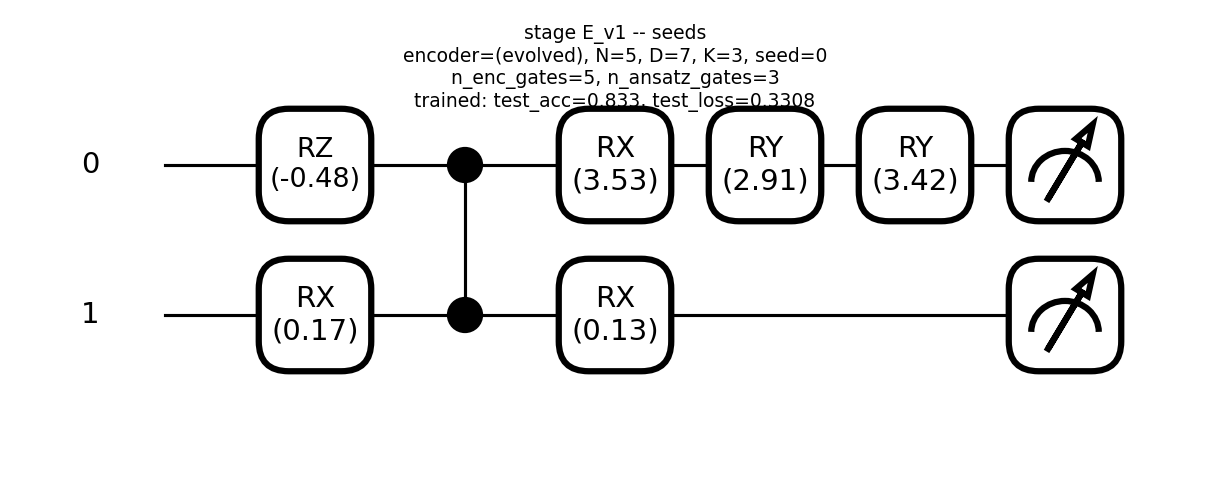 stage E_v1 -- seeds
encoder=(evolved), N=5, D=7, K=3, seed=0
n_enc_gates=5, n_ansatz_gates=3
trained: test_acc=0.833, test_loss=0.3308
0
RZ
(-0.48)
RX
(3.53)
RY
(2.91)
RY
(3.42)
1
RX
(0.17)
RX
(0.13)